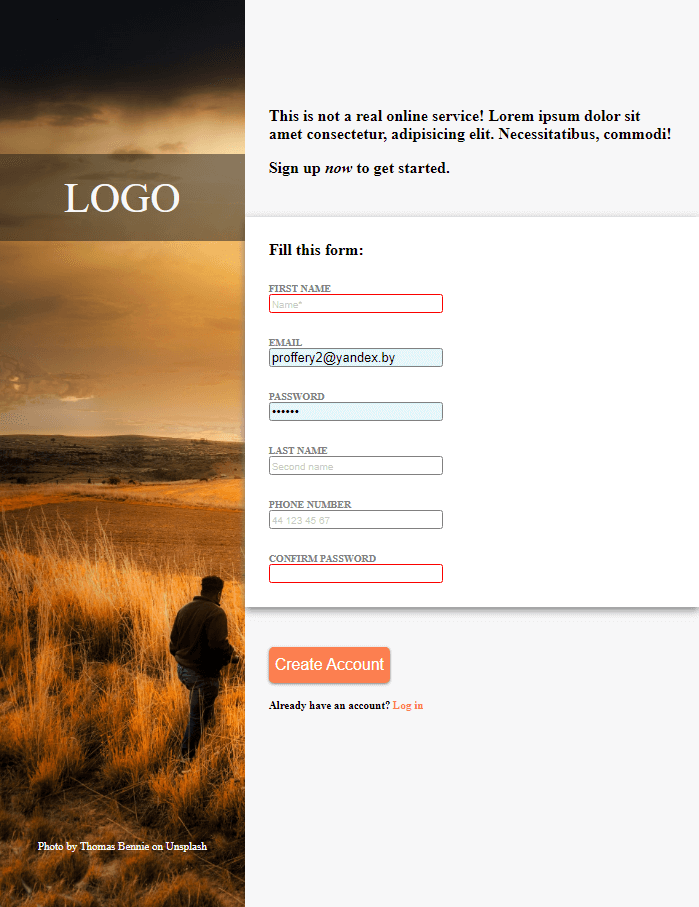 LOGO
This is not a real online service! Lorem ipsum dolor sit
amet consectetur, adipisicing elit. Necessitatibus, commodi!
Sign up now to get started.
Fill this form:
FIRST NAME
Name*
EMAIL
proffery2@yandex.by
PASSWORD
••••••
LAST NAME
Second name
PHONE NUMBER
44 123 45 67
CONFIRM PASSWORD
Create Account
Already have an account? Log in
Photo by Thomas Bennie on Unsplash